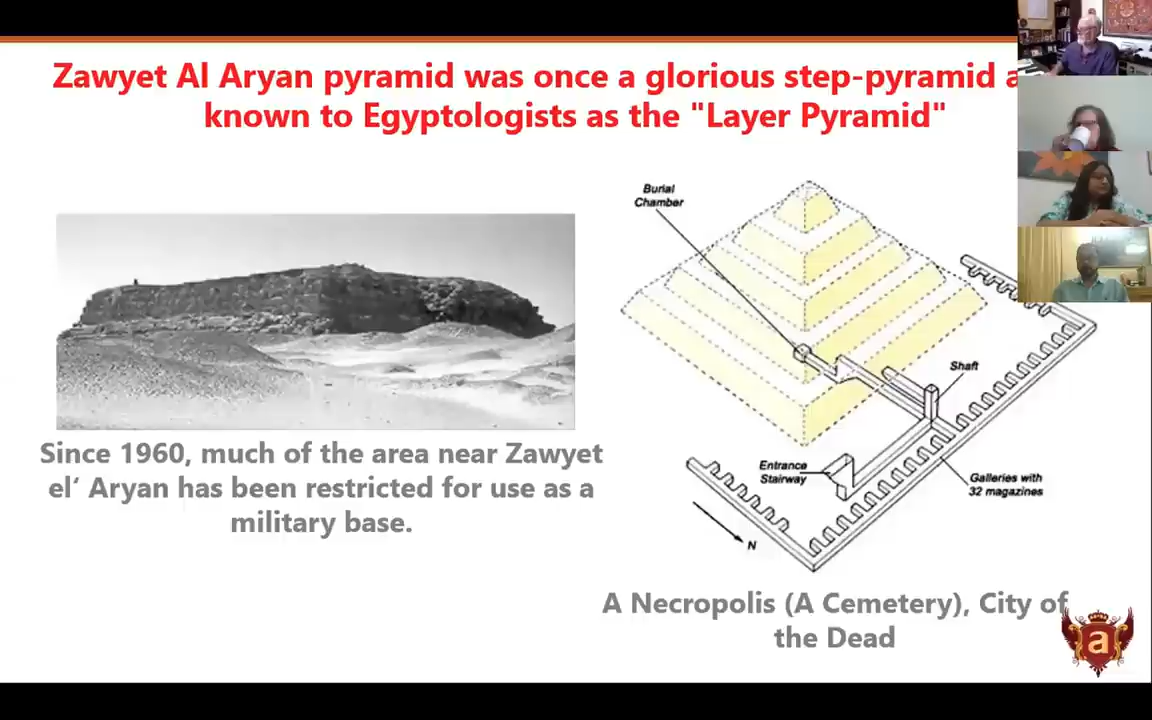 Zawyet Al Aryan pyramid was once a glorious step-pyramid
known to Egyptologists as the "Layer Pyramid"
Burial
Chamber
Shaft
Entrance
Stairway
Galleries with
32 magazines
N
Since 1960, much of the area near Zawyet
el‘ Aryan has been restricted for use as a
military base.
A Necropolis (A Cemetery), City of
the Dead
a